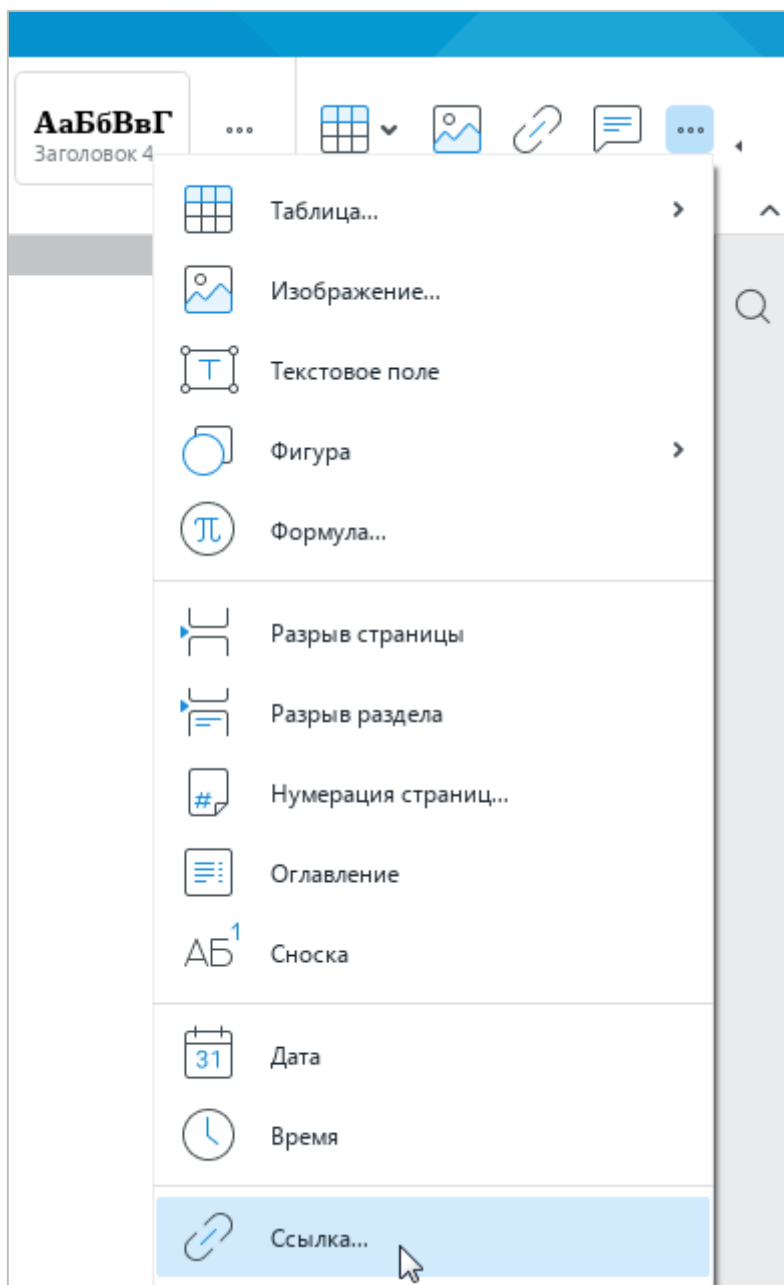 АаБбВвГ
Заголовок 4
Таблица...
Изображение...
Т
Текстовое поле
Фигура
π
Формула...
Разрыв страницы
Разрыв раздела
#
Нумерация страниц...
Оглавление
АБ1
Сноска
31
Дата
Время
Ссылка...